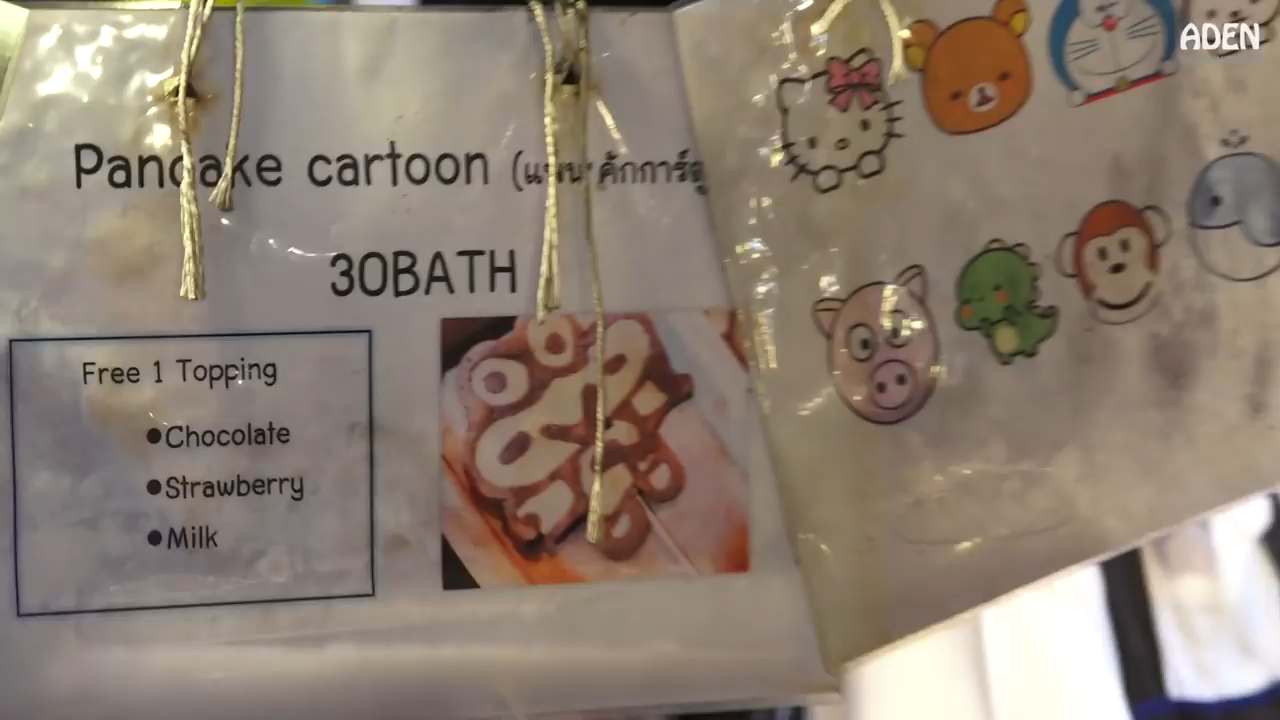 Pancake cartoon
30BATH
Free 1 Topping
●Chocolate
●Strawberry
●Milk
ADEN